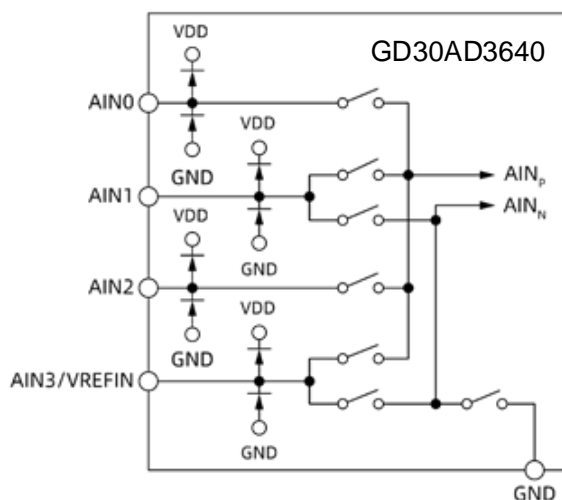 VDD
GD30AD3640
AIN0
VDD
GND
AIN1
AINP
AINN
VDD
GND
AIN2
VDD
GND
AIN3/VREFIN
GND
GND